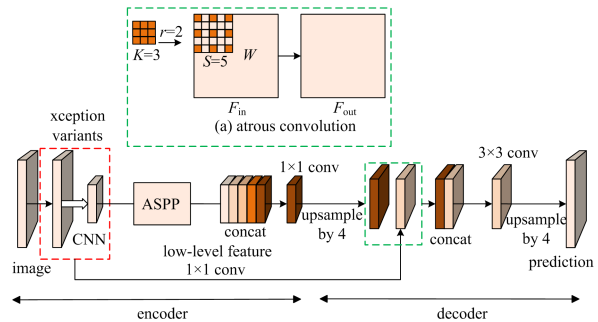 r=2
K=3
S=5
W
F_in
F_out
(a) atrous convolution
xception
variants
1×1 conv
3×3 conv
ASPP
CNN
concat
upsample
by 4
concat
upsample
by 4
image
low-level feature
1×1 conv
prediction
encoder
decoder